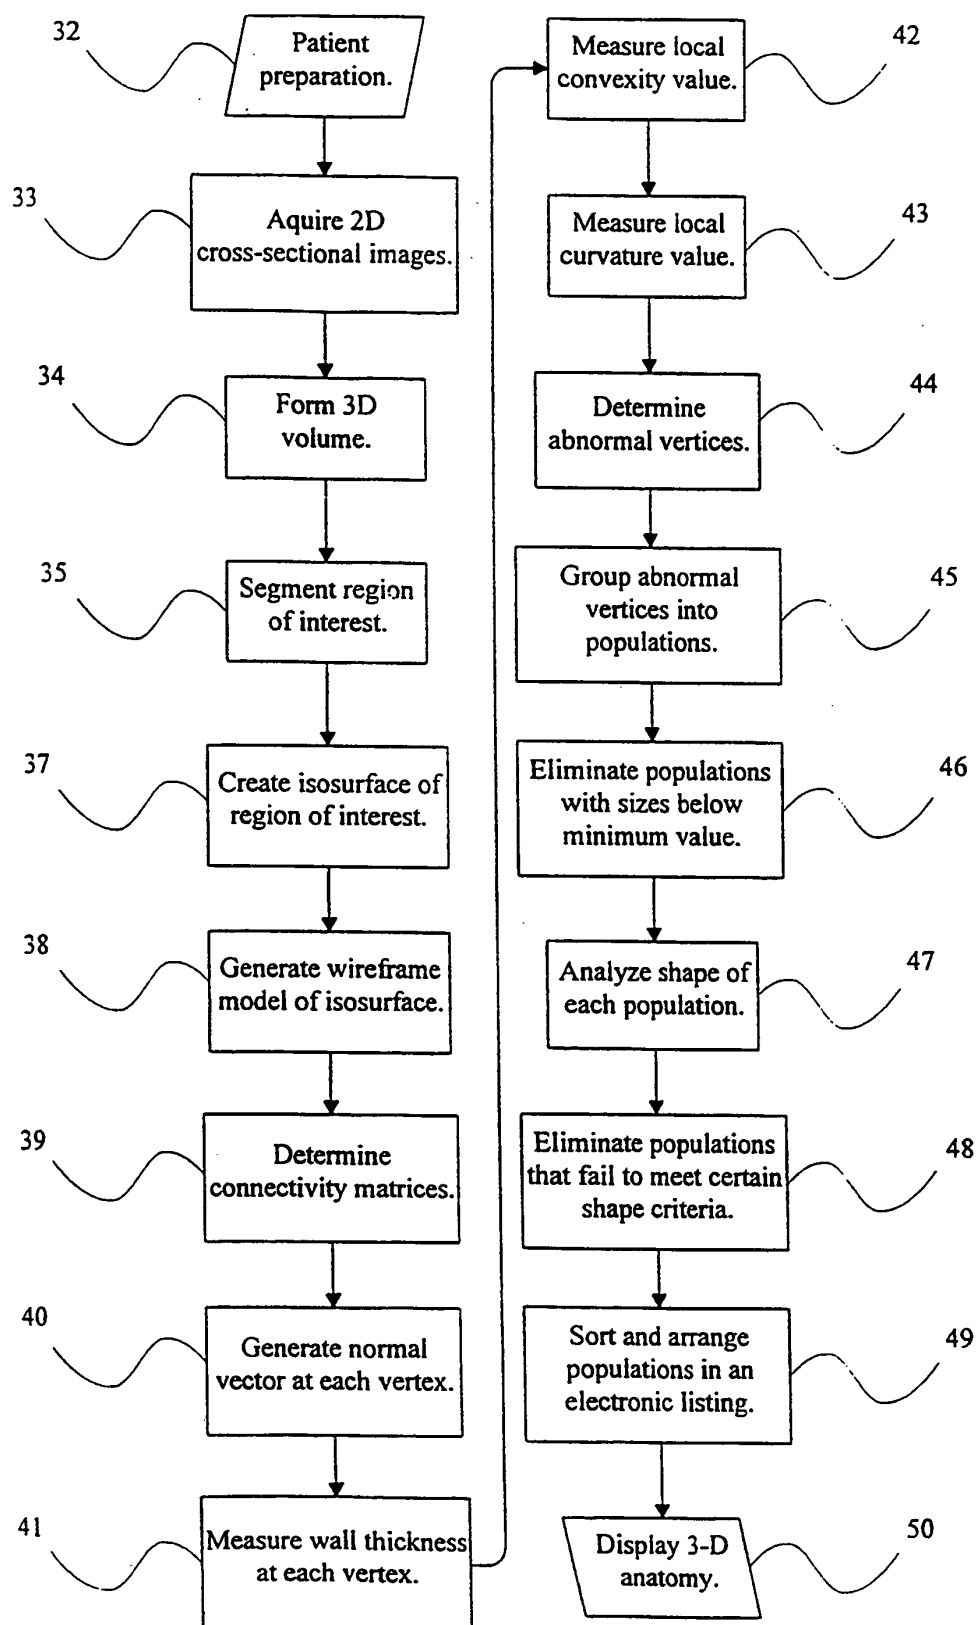 32
Patient
preparation.
33
Aquire 2D
cross-sectional images.
34
Form 3D
volume.
35
Segment region
of interest.
37
Create isosurface of
region of interest.
38
Generate wireframe
model of isosurface.
39
Determine
connectivity matrices.
40
Generate normal
vector at each vertex.
41
Measure wall thickness
at each vertex.
42
Measure local
convexity value.
43
Measure local
curvature value.
44
Determine
abnormal vertices.
45
Group abnormal
vertices into
populations.
46
Eliminate populations
with sizes below
minimum value.
47
Analyze shape of
each population.
48
Eliminate populations
that fail to meet certain
shape criteria.
49
Sort and arrange
populations in an
electronic listing.
50
Display 3-D
anatomy.